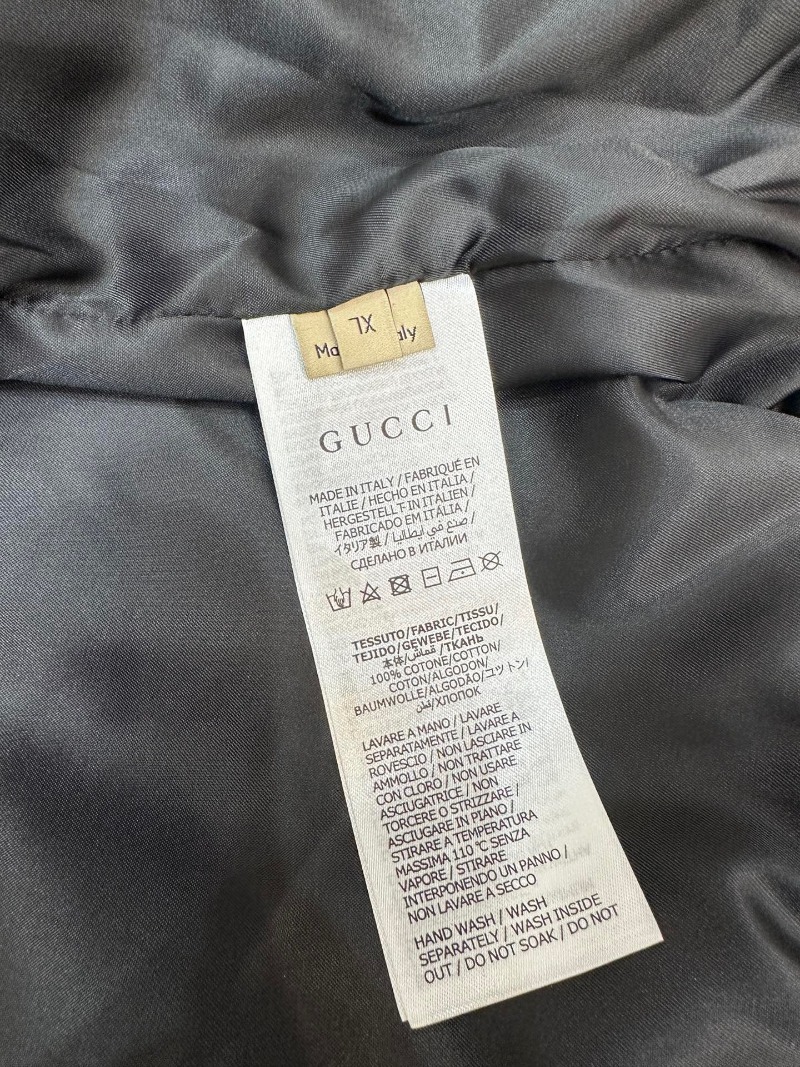 XL
Ma
aly
GUCCI
MADE IN ITALY / FABRIQUÉ EN
ITALIE / HECHO EN ITALIA /
HERGESTELLT IN ITALIEN /
FABRICADO EM ITÁLIA /
イタリア製 / صنع في ايطاليا /
СДЕЛАНО В ИТАЛИИ
TESSUTO/FABRIC/TISSU/
TEJIDO/GEWEBE/TECIDO/
本体/قماش/ТКАНЬ
100% COTONE/COTTON/
COTON/ALGODON/
BAUMWOLLE/ALGODÃO/コットン/
قطن/ХЛОПОК
LAVARE A MANO / LAVARE
SEPARATAMENTE / LAVARE A
ROVESCIO / NON LASCIARE IN
AMMOLLO / NON TRATTARE
CON CLORO / NON USARE
ASCIUGATRICE / NON
TORCERE O STRIZZARE /
ASCIUGARE IN PIANO /
STIRARE A TEMPERATURA
MASSIMA 110 °C SENZA
VAPORE / STIRARE
INTERPONENDO UN PANNO /
NON LAVARE A SECCO
HAND WASH / WASH
SEPARATELY / WASH INSIDE
OUT / DO NOT SOAK / DO NOT